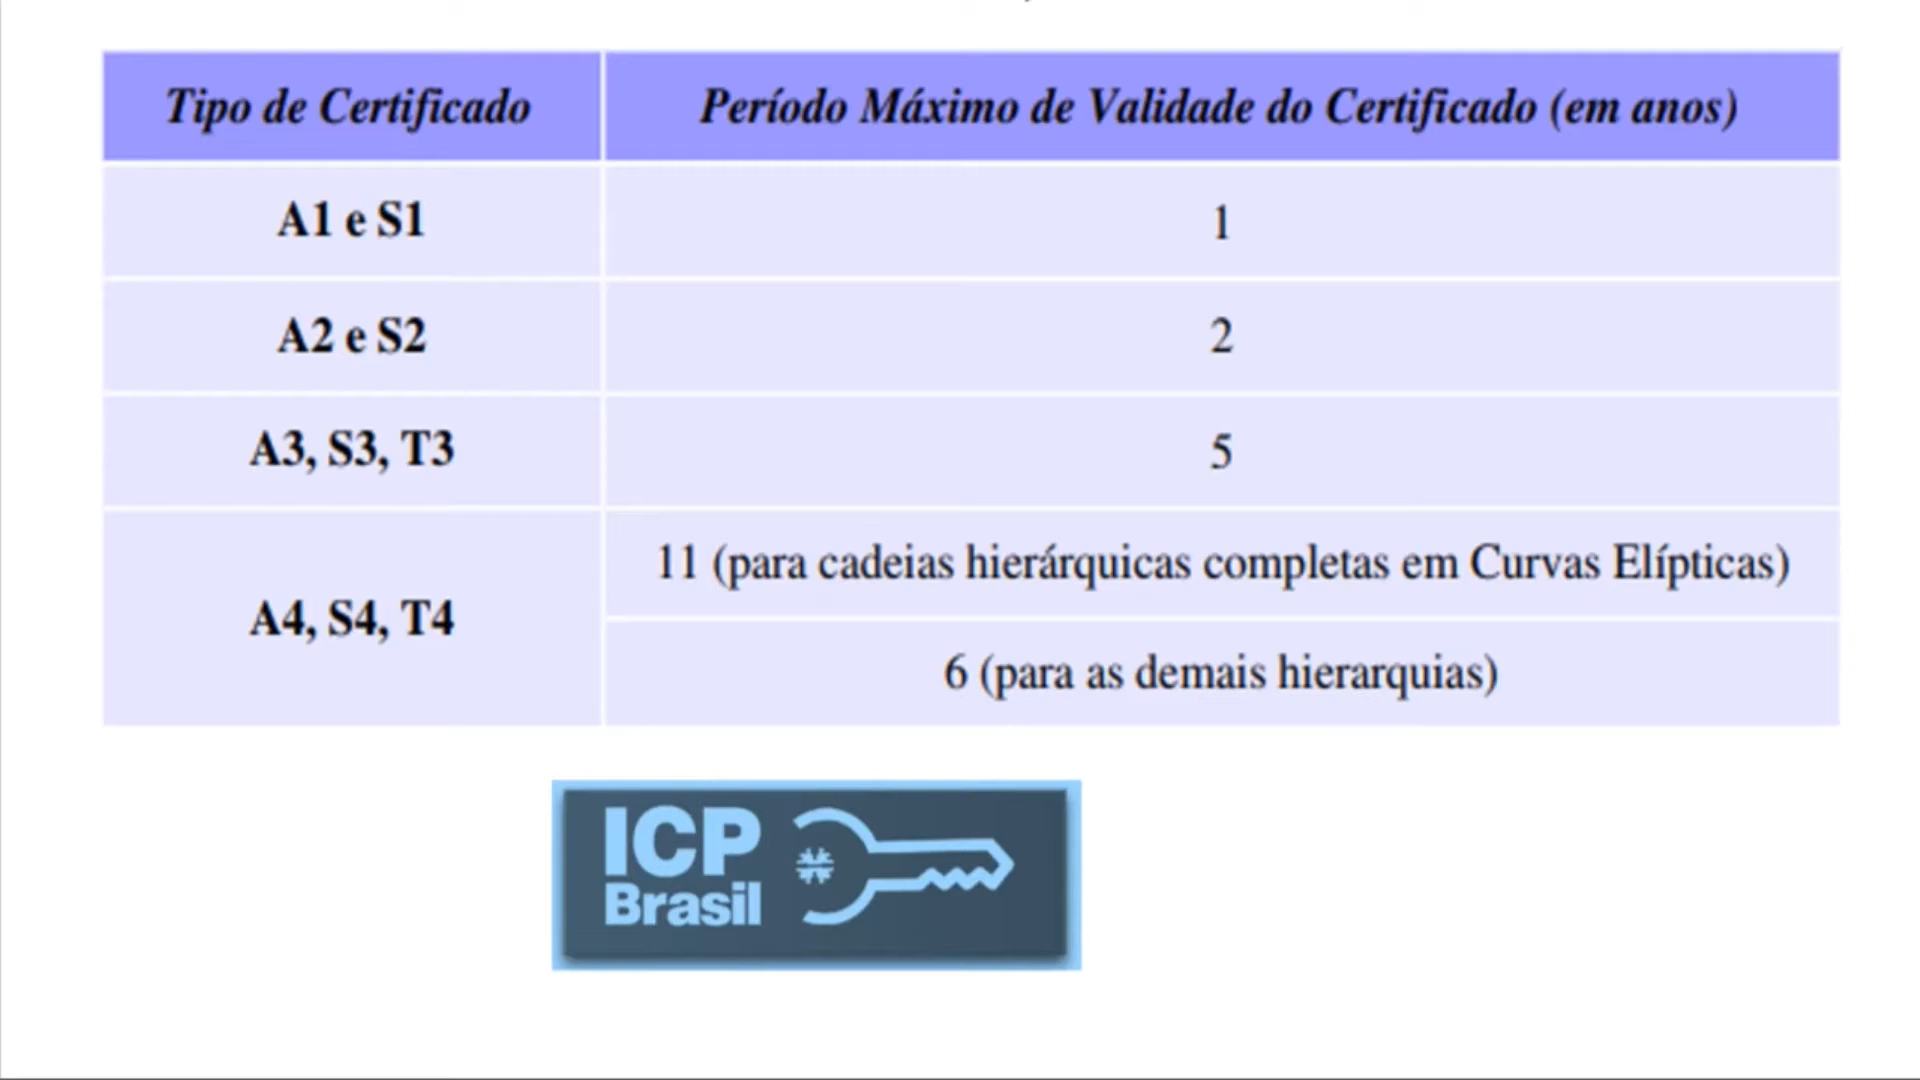 Tipo de Certificado
Período Máximo de Validade do Certificado (em anos)
A1 e S1
1
A2 e S2
2
A3, S3, T3
5
A4, S4, T4
11 (para cadeias hierárquicas completas em Curvas Elípticas)
6 (para as demais hierarquias)
ICP
Brasil